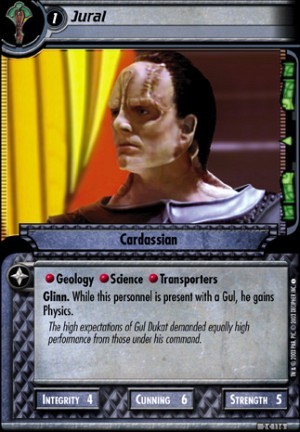 1 Jural
Cardassian
Geology Science Transporters
Glinn. While this personnel is present with a Gul, he gains
Physics.
The high expectations of Gul Dukat demanded equally high
performance from those under his command.
INTEGRITY 4 CUNNING 6 STRENGTH 5